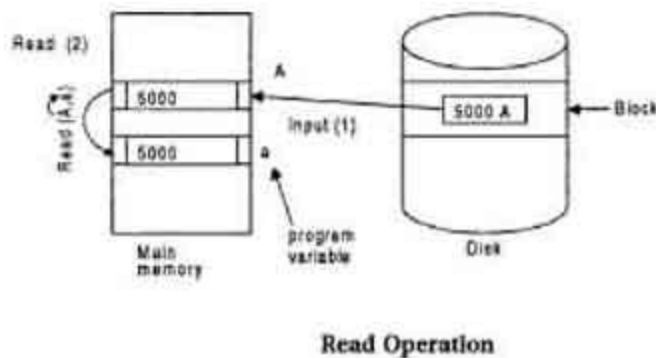 Read (2)
A
5000
5000 A
Block
Input (1)
Read (A,a)
5000
a
program
variable
Main
memory
Disk
Read Operation